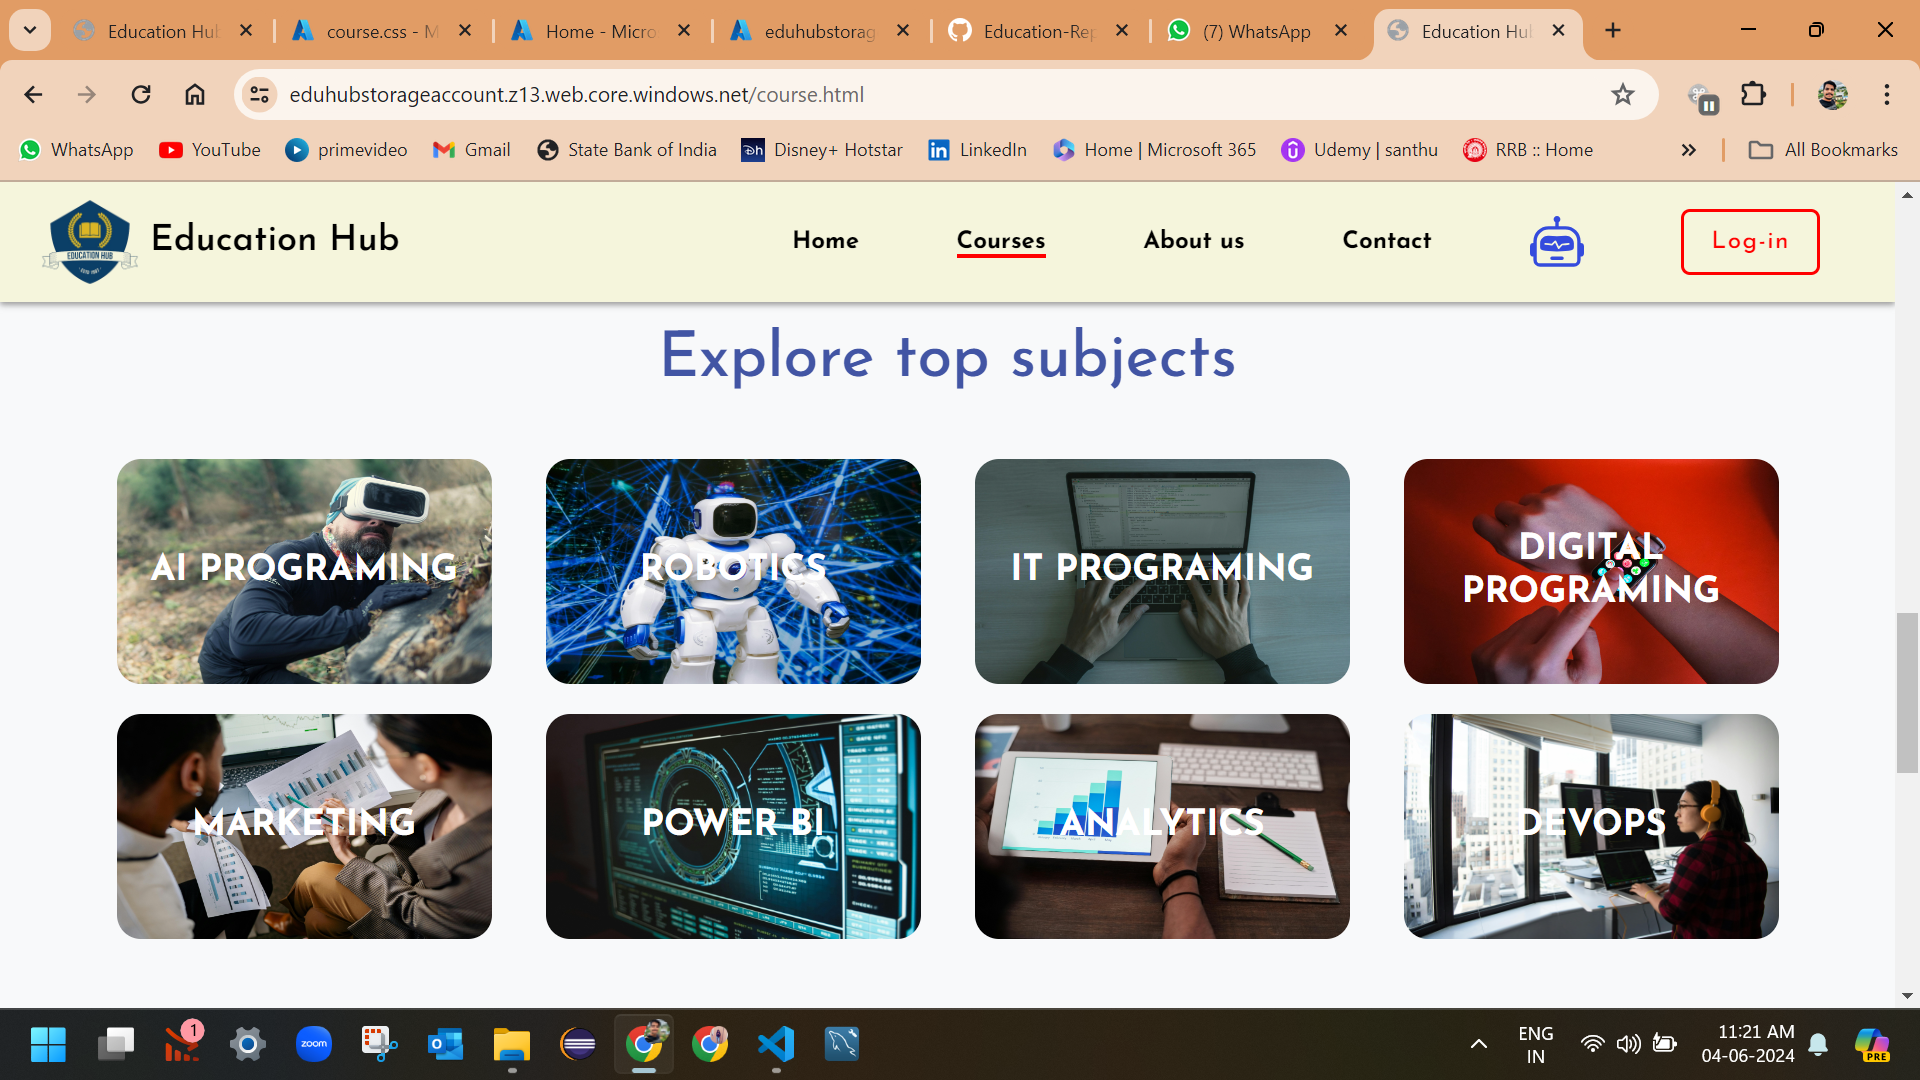 Education Hu
course.css - M
Home - Micro
eduhubstorag
Education-Rep
(7) WhatsApp
Education Hu
eduhubstorageaccount.z13.web.core.windows.net/course.html
WhatsApp
YouTube
primevideo
Gmail
State Bank of India
Disney+ Hotstar
LinkedIn
Home | Microsoft 365
Udemy | santhu
RRB :: Home
All Bookmarks
EDUCATION HUB
Education Hub
Home
Courses
About us
Contact
Log-in
Explore top subjects
AI PROGRAMING
ROBOTICS
IT PROGRAMING
DIGITAL
PROGRAMING
MARKETING
POWER BI
ANALYTICS
DEVOPS
1
zoom
ENG
IN
11:21 AM
04-06-2024
PRE